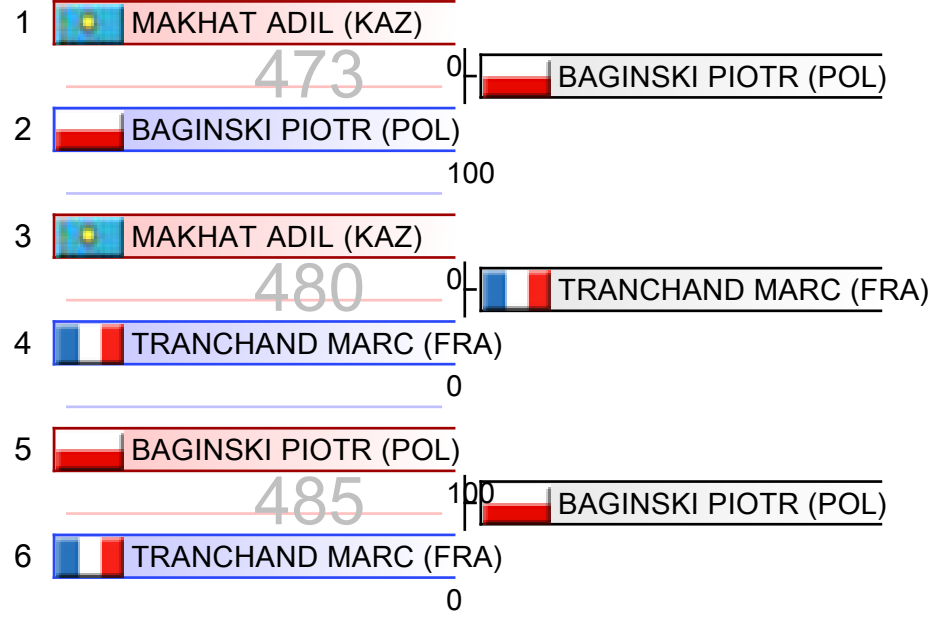 1 MAKHAT ADIL (KAZ)
473
0
BAGINSKI PIOTR (POL)
2 BAGINSKI PIOTR (POL)
100
3 MAKHAT ADIL (KAZ)
480
0
TRANCHAND MARC (FRA)
4 TRANCHAND MARC (FRA)
0
5 BAGINSKI PIOTR (POL)
485
100
BAGINSKI PIOTR (POL)
6 TRANCHAND MARC (FRA)
0